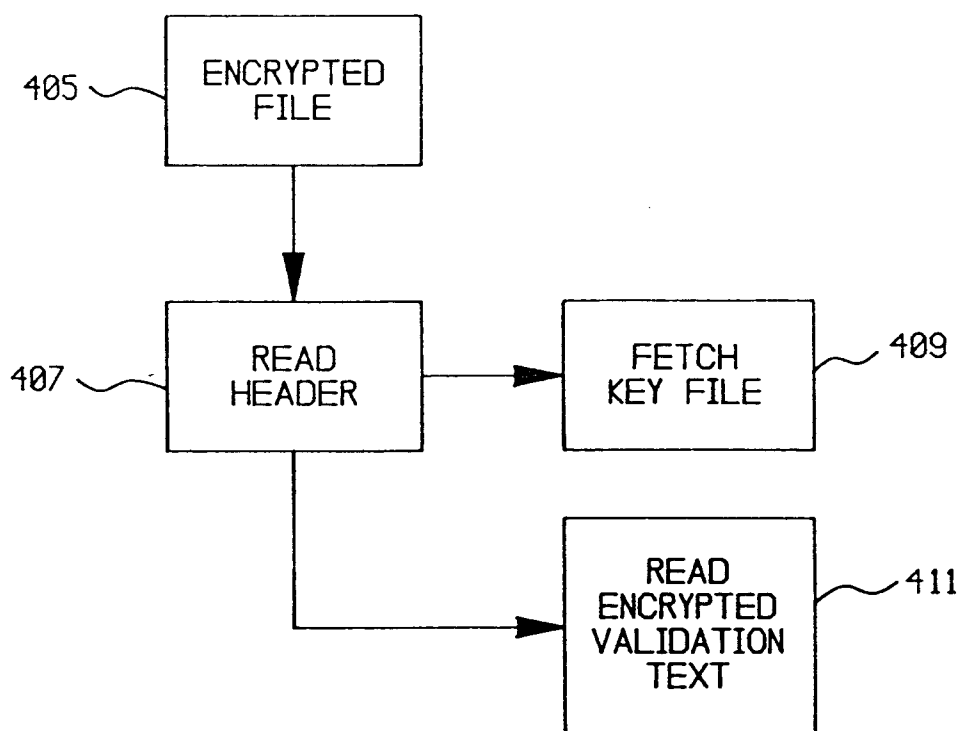 405
ENCRYPTED
FILE
407
READ
HEADER
FETCH
KEY FILE
409
READ
ENCRYPTED
VALIDATION
TEXT
411